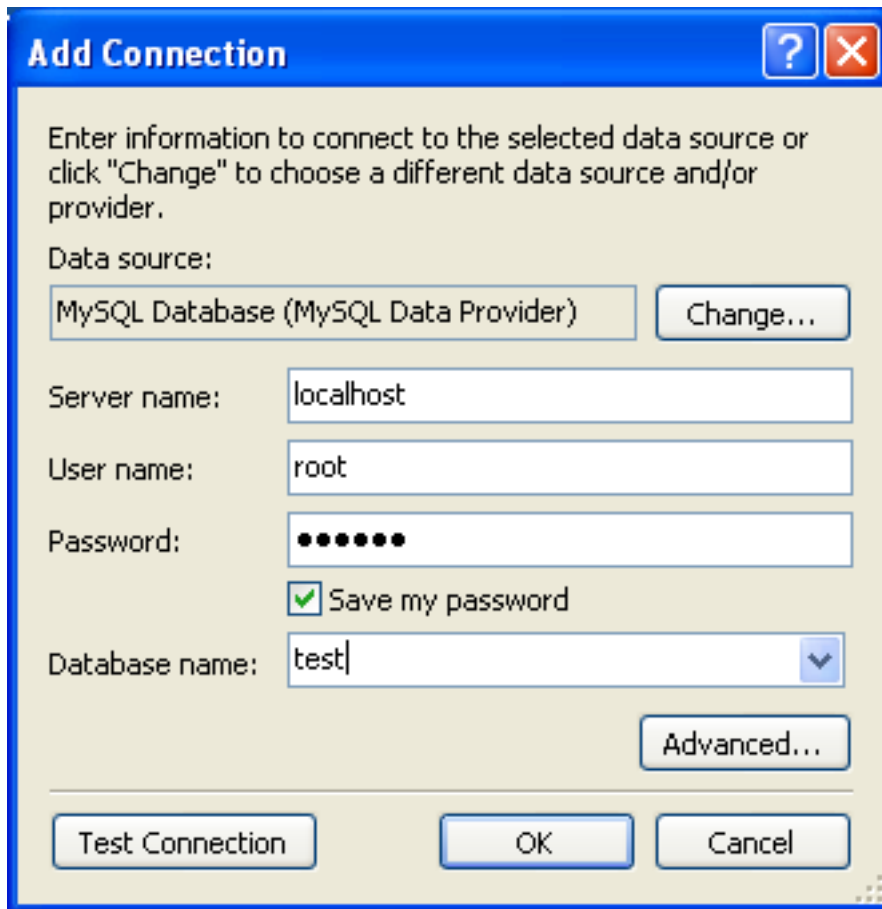 Add Connection
Enter information to connect to the selected data source or
click "Change" to choose a different data source and/or
provider.
Data source:
MySQL Database (MySQL Data Provider)
Change...
Server name:
localhost
User name:
root
Password:
●●●●●●
Save my password
Database name:
test
Advanced...
Test Connection
OK
Cancel